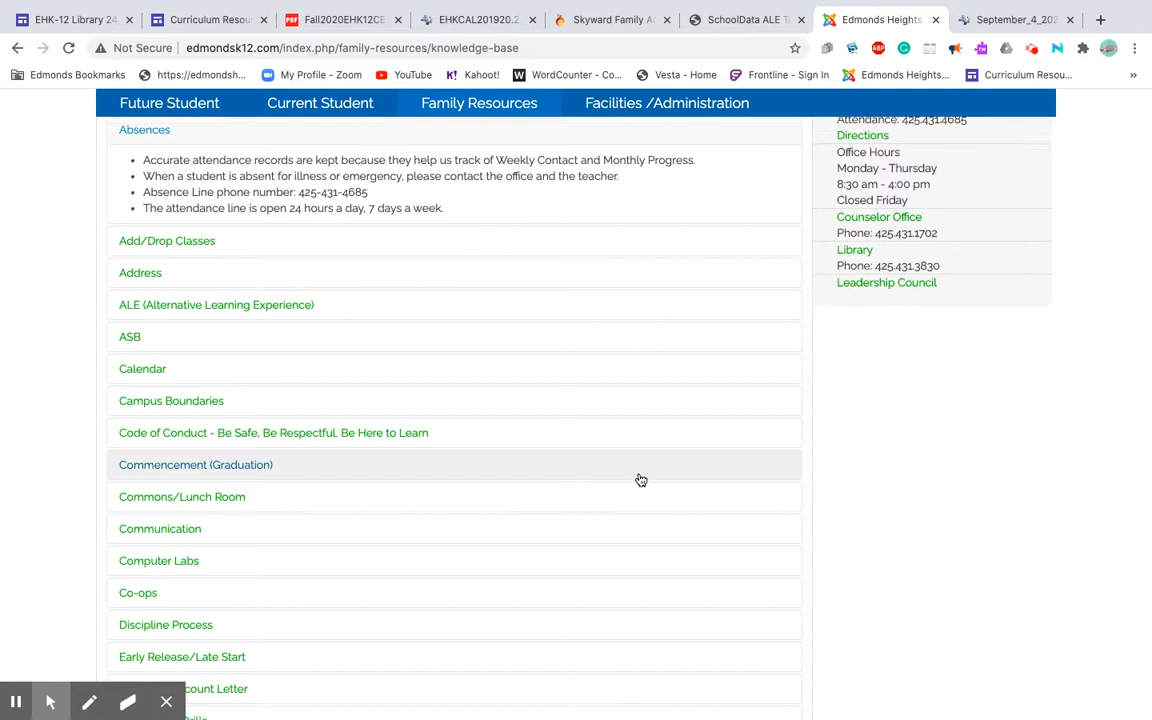 EHK-12 Library 24
Curriculum Resou
Fall2020EHK12CE
EHKCAL201920.2
Skyward Family Ac
SchoolData ALE T
Edmonds Heights
September_4_202
Not Secure
edmondsk12.com/index.php/family-resources/knowledge-base
Edmonds Bookmarks
https://edmondsh...
My Profile - Zoom
YouTube
Kahoot!
WordCounter - Co...
Vesta - Home
Frontline - Sign In
Edmonds Heights...
Curriculum Resou...
»
Future Student
Current Student
Family Resources
Facilities /Administration
Absences
• Accurate attendance records are kept because they help us track of Weekly Contact and Monthly Progress.
• When a student is absent for illness or emergency, please contact the office and the teacher.
• Absence Line phone number: 425-431-4685
• The attendance line is open 24 hours a day, 7 days a week.
Add/Drop Classes
Address
ALE (Alternative Learning Experience)
ASB
Calendar
Campus Boundaries
Code of Conduct - Be Safe, Be Respectful, Be Here to Learn
Commencement (Graduation)
Commons/Lunch Room
Communication
Computer Labs
Co-ops
Discipline Process
Early Release/Late Start
count Letter
Attendance: 425.431.4685
Directions
Office Hours
Monday - Thursday
8:30 am - 4:00 pm
Closed Friday
Counselor Office
Phone: 425.431.1702
Library
Phone: 425.431.3830
Leadership Council